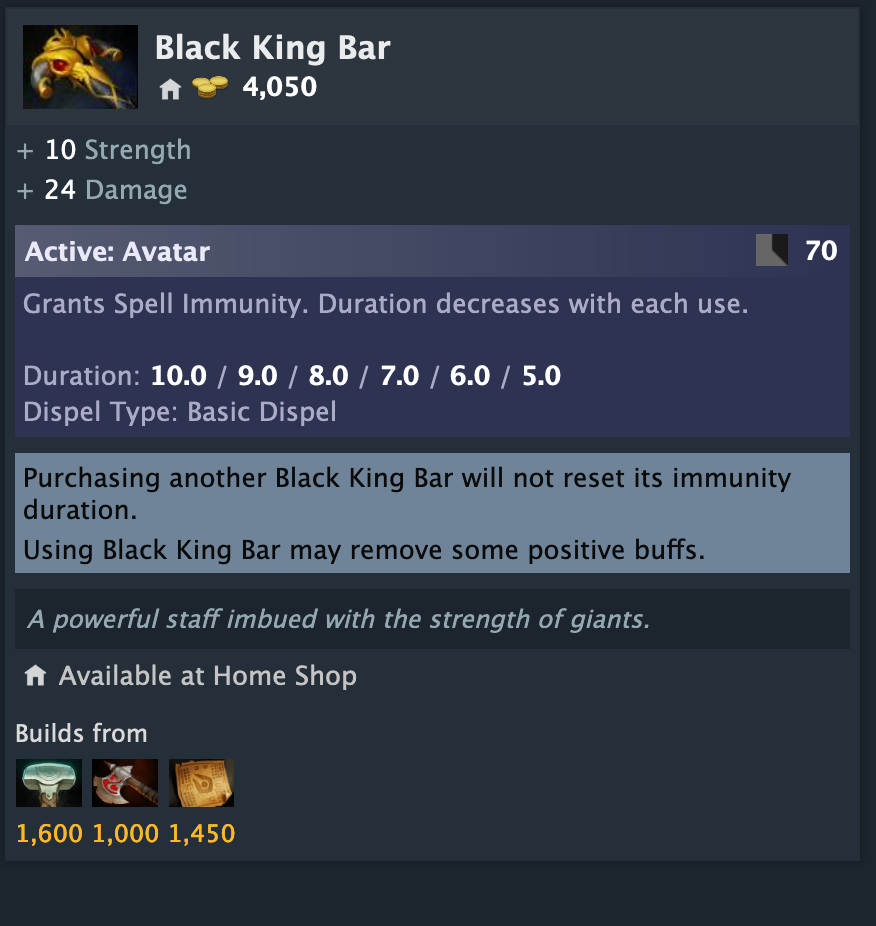 Black King Bar
4,050
+ 10 Strength
+ 24 Damage
Active: Avatar 70
Grants Spell Immunity. Duration decreases with each use.
Duration: 10.0 / 9.0 / 8.0 / 7.0 / 6.0 / 5.0
Dispel Type: Basic Dispel
Purchasing another Black King Bar will not reset its immunity
duration.
Using Black King Bar may remove some positive buffs.
A powerful staff imbued with the strength of giants.
Available at Home Shop
Builds from
1,600 1,000 1,450